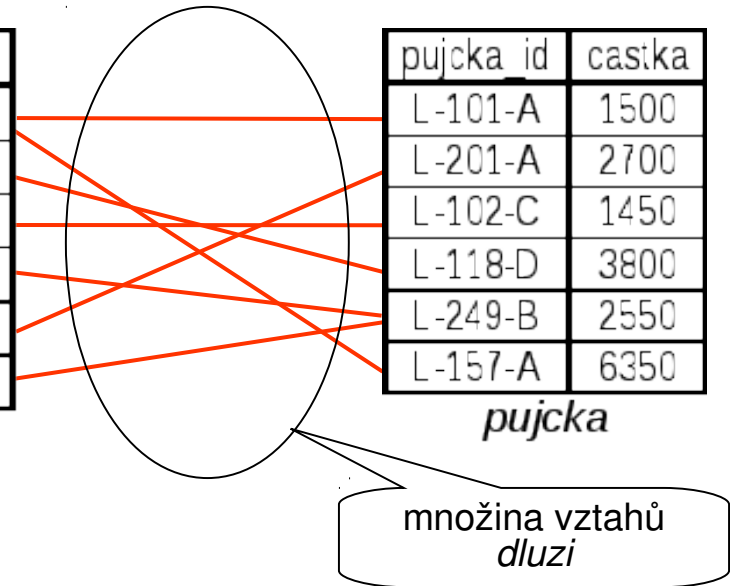 pujcka_id castka
L-101-A 1500
L-201-A 2700
L-102-C 1450
L-118-D 3800
L-249-B 2550
L-157-A 6350
pujcka
množina vztahů
dluzi